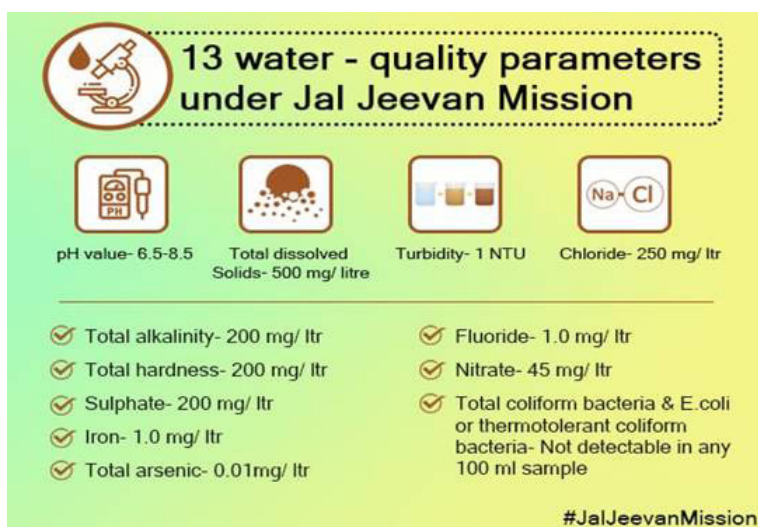 13 water - quality parameters
under Jal Jeevan Mission
PH
Na-Cl
pH value- 6.5-8.5
Total dissolved
Solids- 500 mg/ litre
Turbidity- 1 NTU
Chloride- 250 mg/ ltr
Total alkalinity- 200 mg/ ltr
Total hardness- 200 mg/ ltr
Sulphate- 200 mg/ ltr
Iron- 1.0 mg/ ltr
Total arsenic- 0.01mg/ ltr
Fluoride- 1.0 mg/ ltr
Nitrate- 45 mg/ ltr
Total coliform bacteria & E.coli
or thermotolerant coliform
bacteria- Not detectable in any
100 ml sample
#JalJeevanMission